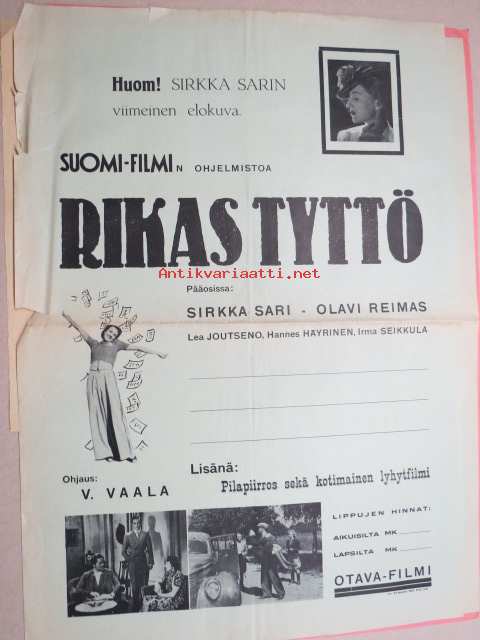 Huom! SIRKKA SARIN
viimeinen elokuva.
SUOMI-FILMIN OHJELMISTOA
RIKAS TYTTÖ
Antikvariaatti.net
Pääosissa:
SIRKKA SARI - OLAVI REIMAS
Lea JOUTSENO, Hannes HÄYRINEN, Irma SEIKKULA
Ohjaus:
V. VAALA
Lisänä:
Pilapiirros sekä kotimainen lyhytfilmi
LIPPUJEN HINNAT:
AIKUISILTA MK
LAPSILTA MK
OTAVA-FILMI